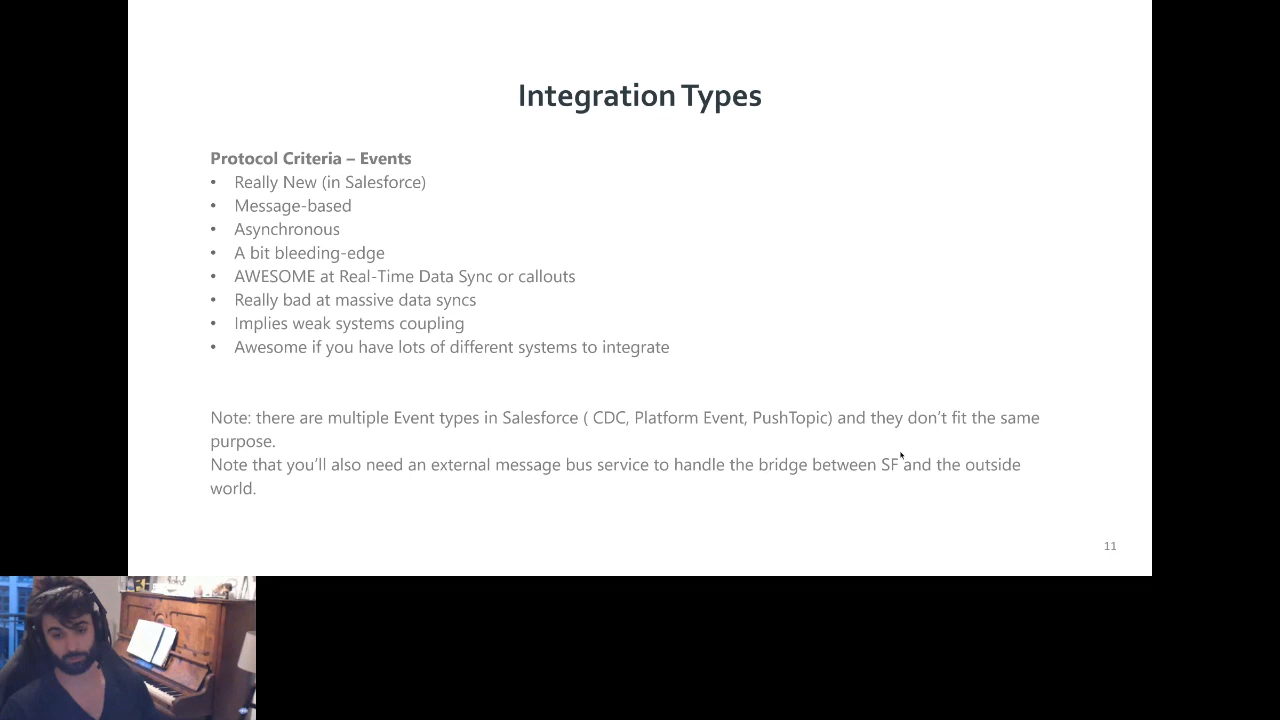 Integration Types
Protocol Criteria – Events
• Really New (in Salesforce)
• Message-based
• Asynchronous
• A bit bleeding-edge
• AWESOME at Real-Time Data Sync or callouts
• Really bad at massive data syncs
• Implies weak systems coupling
• Awesome if you have lots of different systems to integrate
Note: there are multiple Event types in Salesforce ( CDC, Platform Event, PushTopic) and they don’t fit the same
purpose.
Note that you’ll also need an external message bus service to handle the bridge between SF and the outside
world.
11